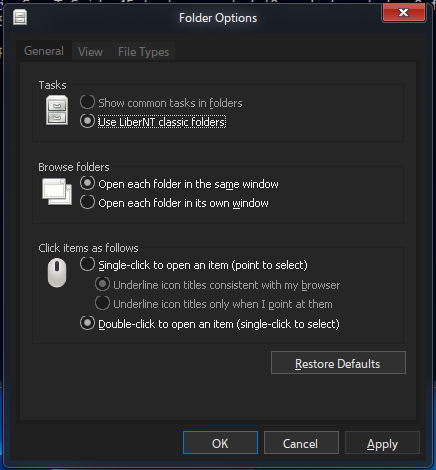 Folder Options
General
View
File Types
Tasks
Show common tasks in folders
Use LiberNT classic folders
Browse folders
Open each folder in the same window
Open each folder in its own window
Click items as follows
Single-click to open an item (point to select)
Underline icon titles consistent with my browser
Underline icon titles only when I point at them
Double-click to open an item (single-click to select)
Restore Defaults
OK
Cancel
Apply